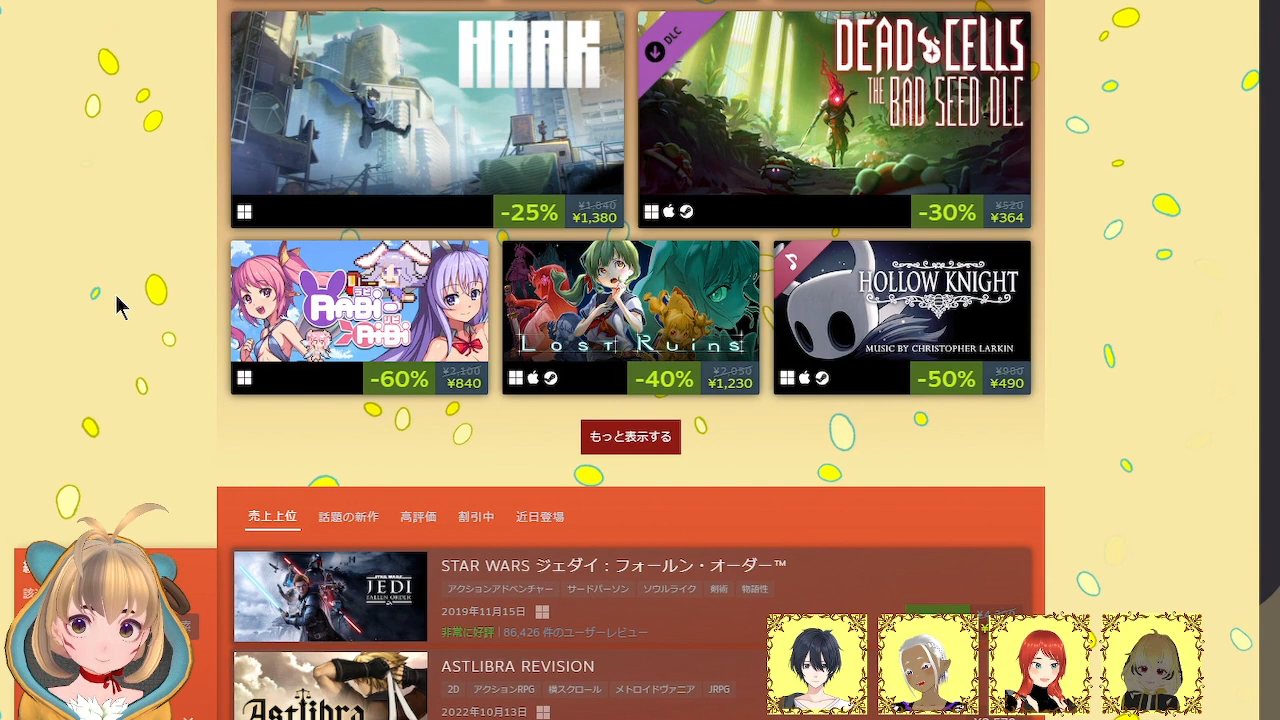 HAAK
-25%
¥1,840
¥1,380
DLC
DEAD CELLS
THE BAD SEED DLC
-30%
¥520
¥364
ラビ
RABI-
リビ
RIBI
-60%
¥2,100
¥840
Lost Ruins
-40%
¥2,050
¥1,230
HOLLOW KNIGHT
MUSIC BY CHRISTOPHER LARKIN
-50%
¥980
¥490
もっと表示する
売上上位 話題の新作 高評価 割引中 近日登場
STAR WARS
JEDI
FALLEN ORDER
STAR WARS ジェダイ：フォールン・オーダー™
アクションアドベンチャー サードパーソン ソウルライク 剣術 物語性
2019年11月15日
非常に好評 | 86,426 件のユーザーレビュー
Astlibra
ASTLIBRA REVISION
2D アクションRPG 横スクロール メトロイドヴァニア JRPG
2022年10月13日